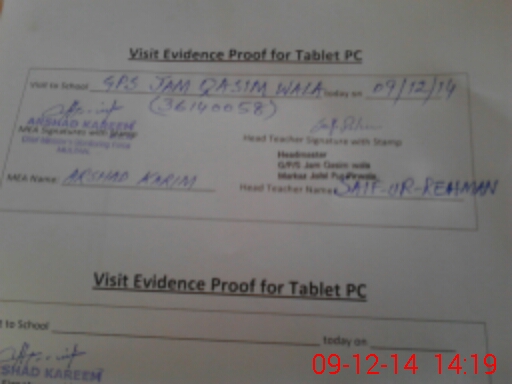 Visit Evidence Proof for Tablet PC
Visit to School GPS JAM QASIM WALA today on 09/12/14
(36140058)
ARSHAD KAREEM
MEA Signatures with Stamp
Head Teacher Signature with Stamp
Headmaster
G/P/S Jam Qasim wala
Markaz Jalal
MEA Name: ARSHAD KARIM
Head Teacher Name: SAIF-UR-REHMAN
Visit Evidence Proof for Tablet PC
t to School today on
SHAD KAREEM
09-12-14 14:19